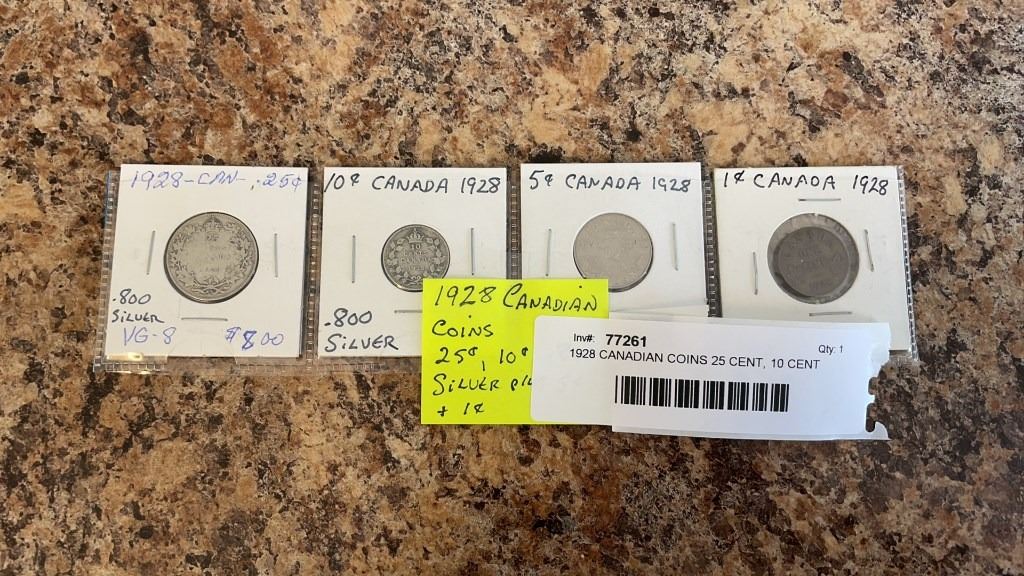 1928-CAN-.25¢
.800
SILVER
VG-8 $8.00
10¢ CANADA 1928
.800
SILVER
5¢ CANADA 1928
1¢ CANADA 1928
1928 CANADIAN
COINS
25¢, 10¢
SILVER
+ 1¢
Inv#: 77261 Qty: 1
1928 CANADIAN COINS 25 CENT, 10 CENT